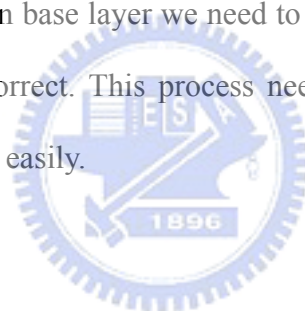 n base layer we need to
orrect. This process nee
easily.
E S A
1896